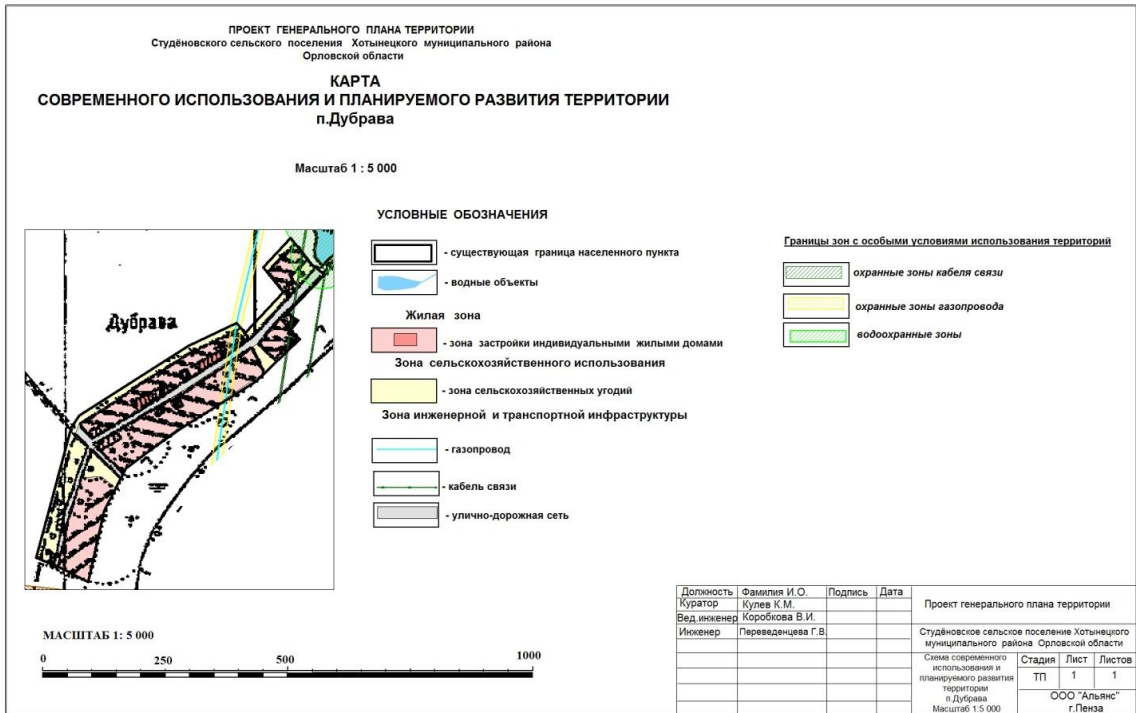 ПРОЕКТ ГЕНЕРАЛЬНОГО ПЛАНА ТЕРРИТОРИИ
Студёновского сельского поселения Хотынецкого муниципального района
Орловской области
КАРТА
СОВРЕМЕННОГО ИСПОЛЬЗОВАНИЯ И ПЛАНИРУЕМОГО РАЗВИТИЯ ТЕРРИТОРИИ
п.Дубрава
Масштаб 1 : 5 000
Дубрава
УСЛОВНЫЕ ОБОЗНАЧЕНИЯ
- существующая граница населенного пункта
- водные объекты
Жилая зона
- зона застройки индивидуальными жилыми домами
Зона сельскохозяйственного использования
- зона сельскохозяйственных угодий
Зона инженерной и транспортной инфраструктуры
- газопровод
- кабель связи
- улично-дорожная сеть
Границы зон с особыми условиями использования территорий
охранные зоны кабеля связи
охранные зоны газопровода
водоохранные зоны
МАСШТАБ 1: 5 000
0 250 500 1000
Должность Фамилия И.О. Подпись Дата
Куратор Кулев К.М.
Вед.инженер Коробкова В.И.
Инженер Переведенцева Г.В.
Проект генерального плана территории
Студёновское сельское поселение Хотынецкого
муниципального района Орловской области
Схема современного
использования и
планируемого развития
территории
п.Дубрава
Масштаб 1:5 000
Стадия Лист Листов
ТП 1 1
ООО "Альянс"
г.Пенза